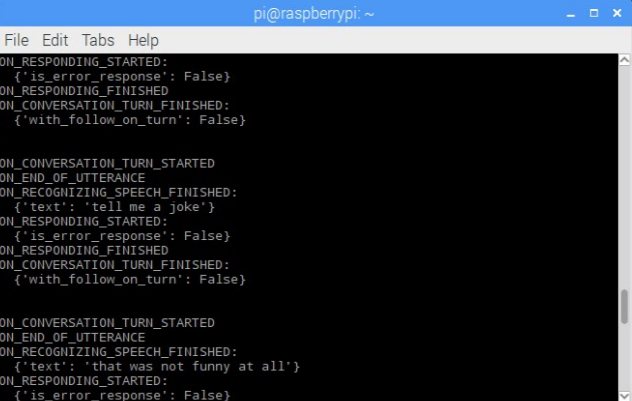 pi@raspberrypi: ~
File Edit Tabs Help
ON_RESPONDING_STARTED:
{'is_error_response': False}
ON_RESPONDING_FINISHED
ON_CONVERSATION_TURN_FINISHED:
{'with_follow_on_turn': False}
ON_CONVERSATION_TURN_STARTED
ON_END_OF_UTTERANCE
ON_RECOGNIZING_SPEECH_FINISHED:
{'text': 'tell me a joke'}
ON_RESPONDING_STARTED:
{'is_error_response': False}
ON_RESPONDING_FINISHED
ON_CONVERSATION_TURN_FINISHED:
{'with_follow_on_turn': False}
ON_CONVERSATION_TURN_STARTED
ON_END_OF_UTTERANCE
ON_RECOGNIZING_SPEECH_FINISHED:
{'text': 'that was not funny at all'}
ON_RESPONDING_STARTED:
{'is_error_response': False}